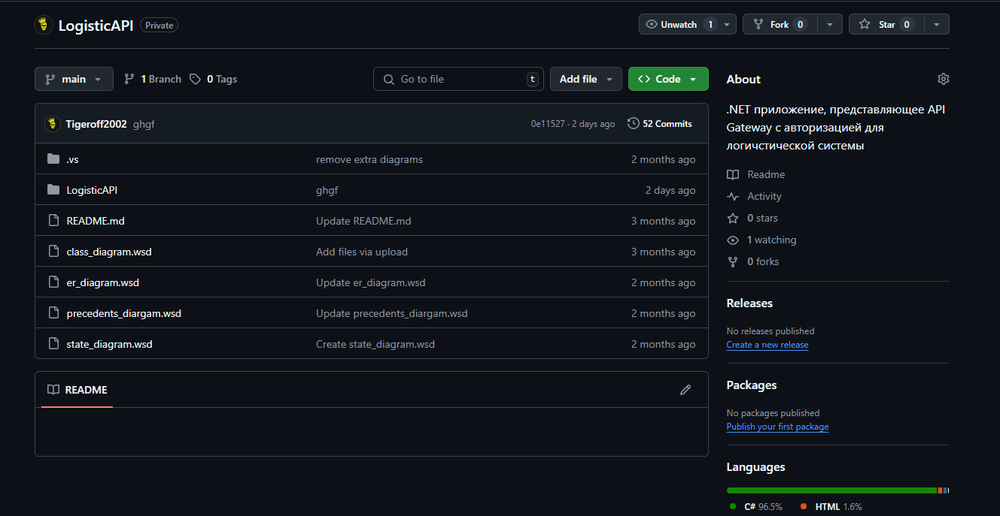 LogisticAPI Private Unwatch 1 Fork 0 Star 0
main 1 Branch 0 Tags Go to file t Add file Code
Tigeroff2002 ghgf 0e11527 · 2 days ago 52 Commits
.vs remove extra diagrams 2 months ago
LogisticAPI ghgf 2 days ago
README.md Update README.md 3 months ago
class_diagram.wsd Add files via upload 3 months ago
er_diagram.wsd Update er_diagram.wsd 2 months ago
precedents_diargam.wsd Update precedents_diargam.wsd 2 months ago
state_diagram.wsd Create state_diagram.wsd 2 months ago
README
About
.NET приложение, представляющее API
Gateway с авторизацией для
логичстической системы
Readme
Activity
0 stars
1 watching
0 forks
Releases
No releases published
Create a new release
Packages
No packages published
Publish your first package
Languages
C# 96.5% HTML 1.6%